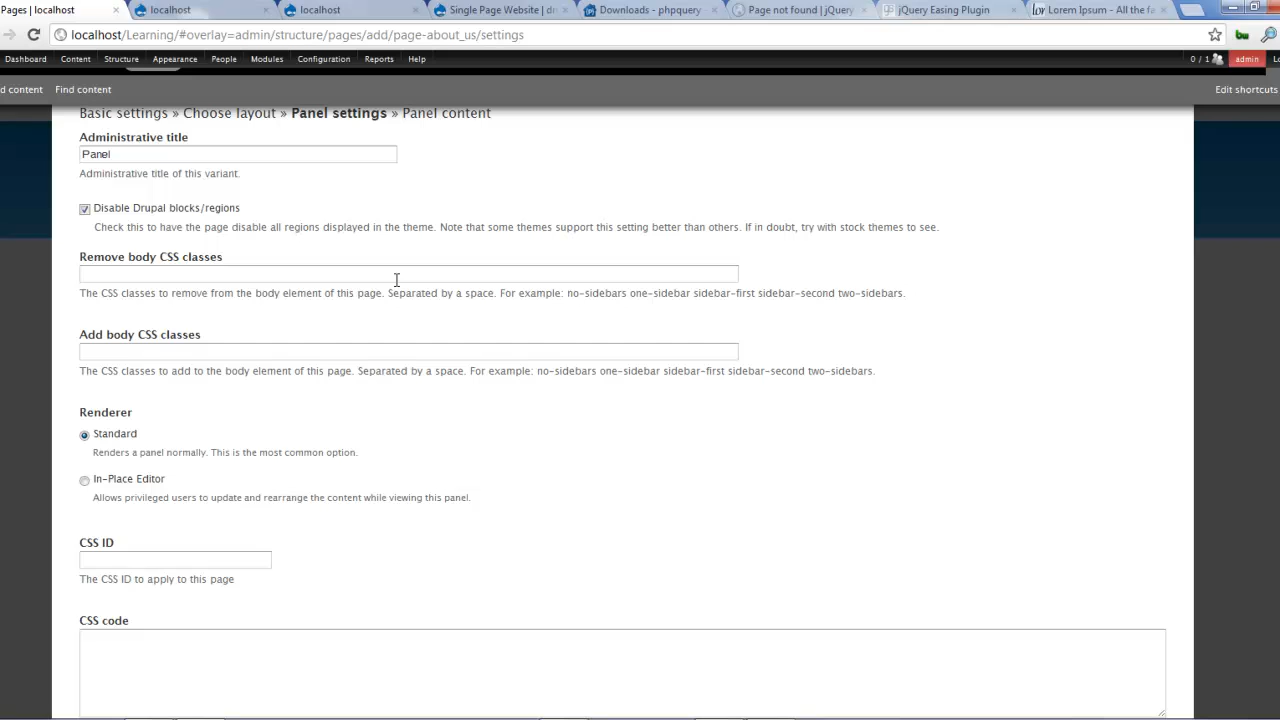 Pages | localhost
localhost
localhost
Single Page Website | dr
Downloads - phpquery
Page not found | jQuery
jQuery Easing Plugin
Lorem Ipsum - All the fa
localhost/Learning/#overlay=admin/structure/pages/add/page-about_us/settings
Dashboard Content Structure Appearance People Modules Configuration Reports Help 0 / 1 admin Lo
d content Find content Edit shortcuts
Basic settings » Choose layout » Panel settings » Panel content
Administrative title
Panel
Administrative title of this variant.
Disable Drupal blocks/regions
Check this to have the page disable all regions displayed in the theme. Note that some themes support this setting better than others. If in doubt, try with stock themes to see.
Remove body CSS classes
The CSS classes to remove from the body element of this page. Separated by a space. For example: no-sidebars one-sidebar sidebar-first sidebar-second two-sidebars.
Add body CSS classes
The CSS classes to add to the body element of this page. Separated by a space. For example: no-sidebars one-sidebar sidebar-first sidebar-second two-sidebars.
Renderer
Standard
Renders a panel normally. This is the most common option.
In-Place Editor
Allows privileged users to update and rearrange the content while viewing this panel.
CSS ID
The CSS ID to apply to this page
CSS code